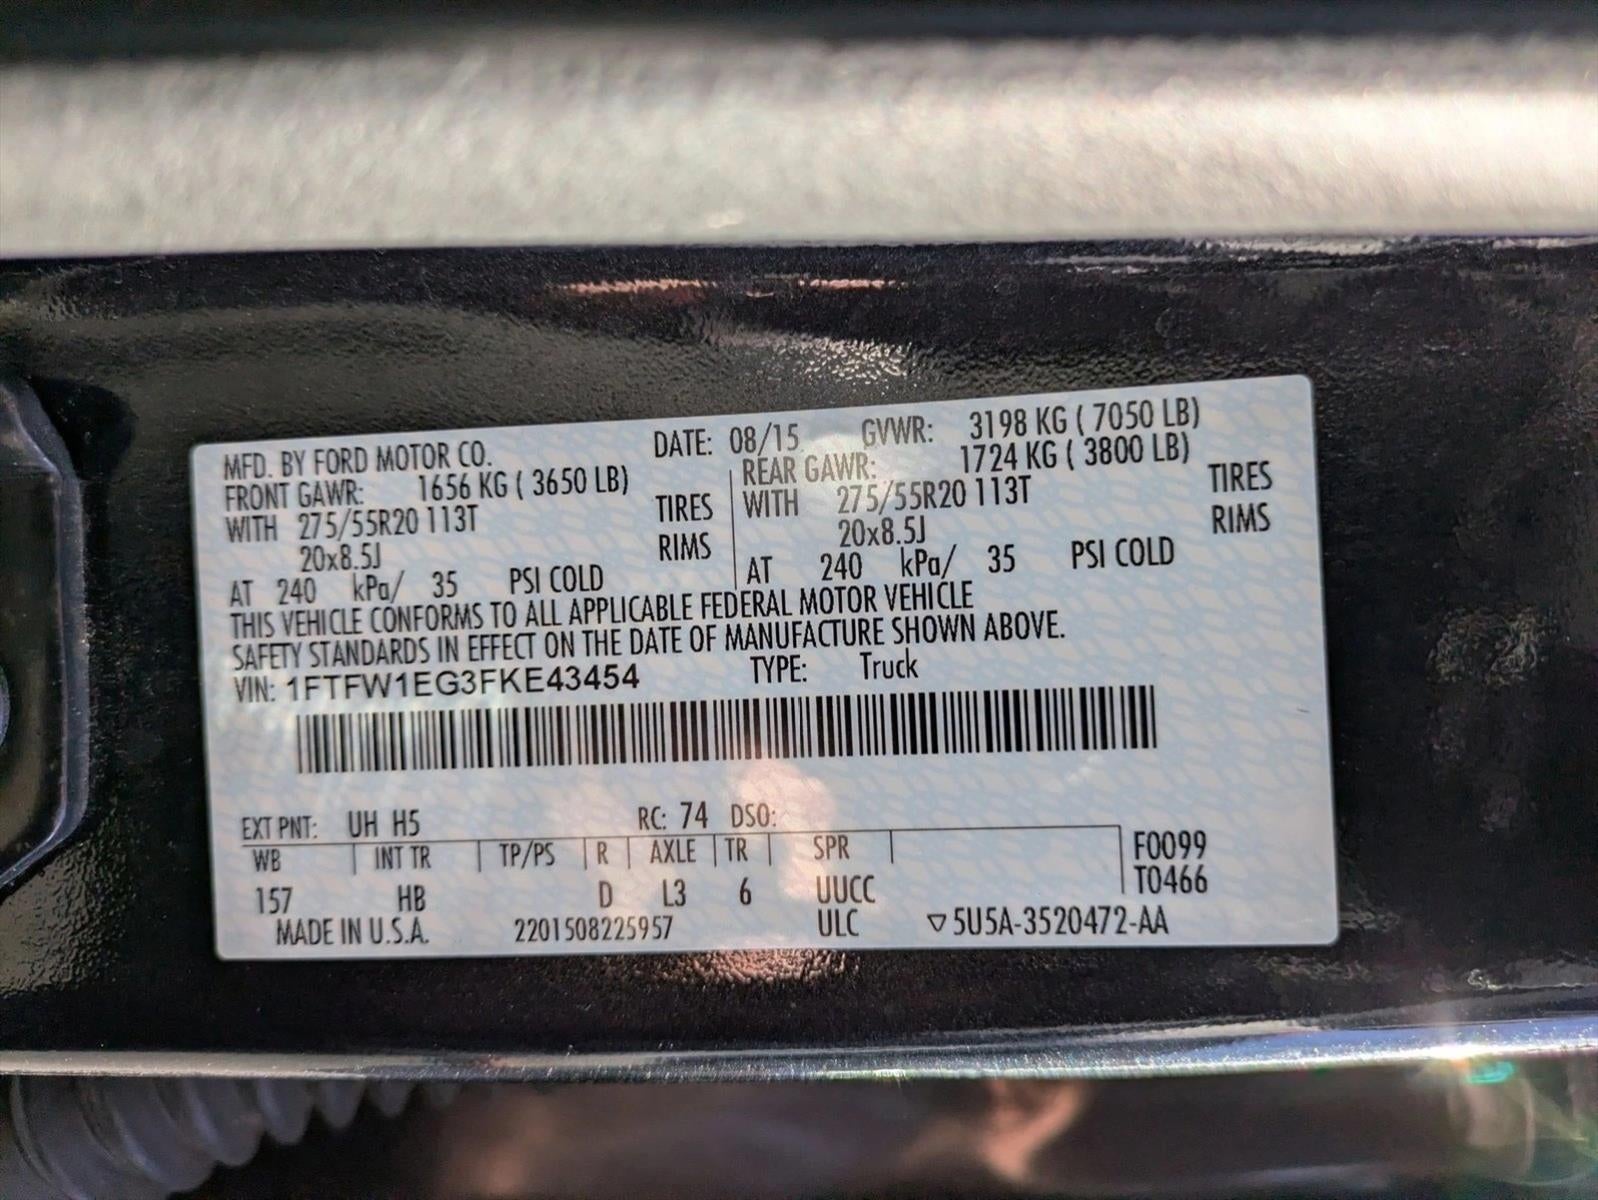 MFD. BY FORD MOTOR CO. DATE: 08/15 GVWR: 3198 KG ( 7050 LB)
FRONT GAWR: 1656 KG ( 3650 LB) REAR GAWR: 1724 KG ( 3800 LB)
WITH 275/55R20 113T TIRES WITH 275/55R20 113T TIRES
20x8.5J RIMS 20x8.5J RIMS
AT 240 kPa/ 35 PSI COLD AT 240 kPa/ 35 PSI COLD
THIS VEHICLE CONFORMS TO ALL APPLICABLE FEDERAL MOTOR VEHICLE
SAFETY STANDARDS IN EFFECT ON THE DATE OF MANUFACTURE SHOWN ABOVE.
VIN: 1FTFW1EG3FKE43454 TYPE: Truck
EXT PNT: UH H5 RC: 74 DSO:
WB INT TR TP/PS R AXLE TR SPR F0099
157 HB D L3 6 UUCC T0466
MADE IN U.S.A. 2201508225957 ULC ▽5U5A-3520472-AA